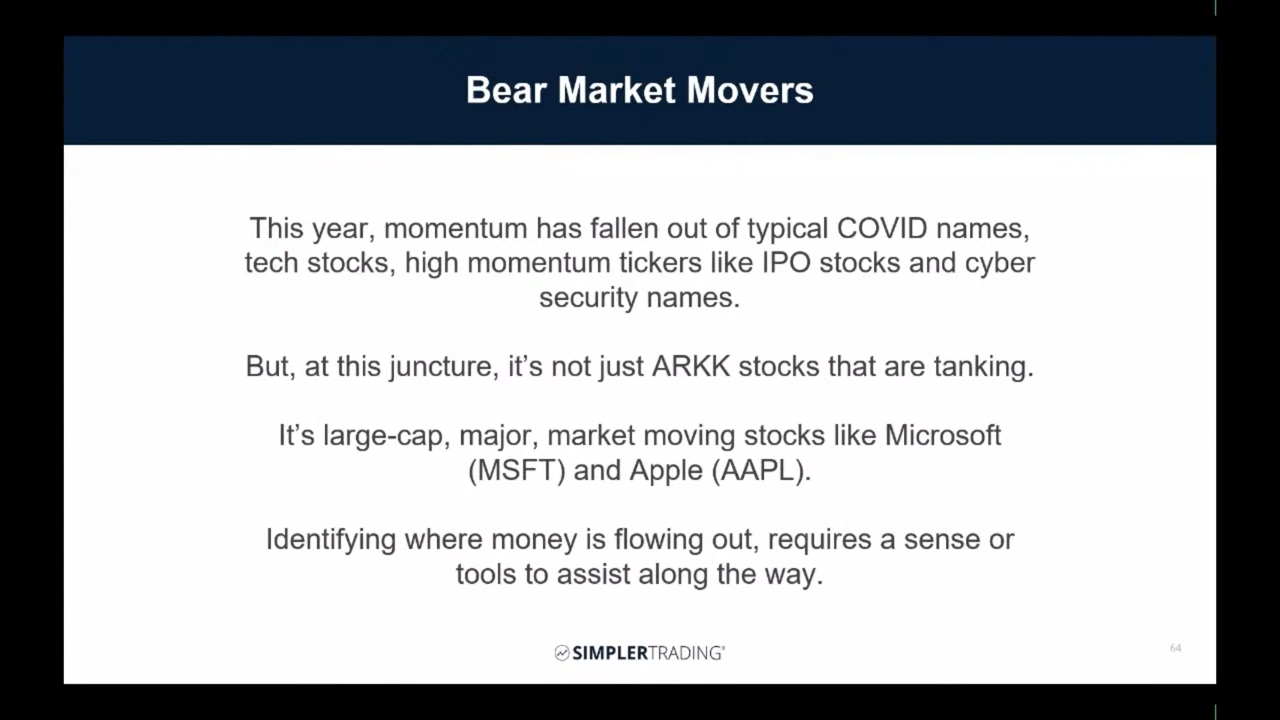 Bear Market Movers
This year, momentum has fallen out of typical COVID names,
tech stocks, high momentum tickers like IPO stocks and cyber
security names.
But, at this juncture, it's not just ARKK stocks that are tanking.
It's large-cap, major, market moving stocks like Microsoft
(MSFT) and Apple (AAPL).
Identifying where money is flowing out, requires a sense or
tools to assist along the way.
SIMPLERTRADING®
64